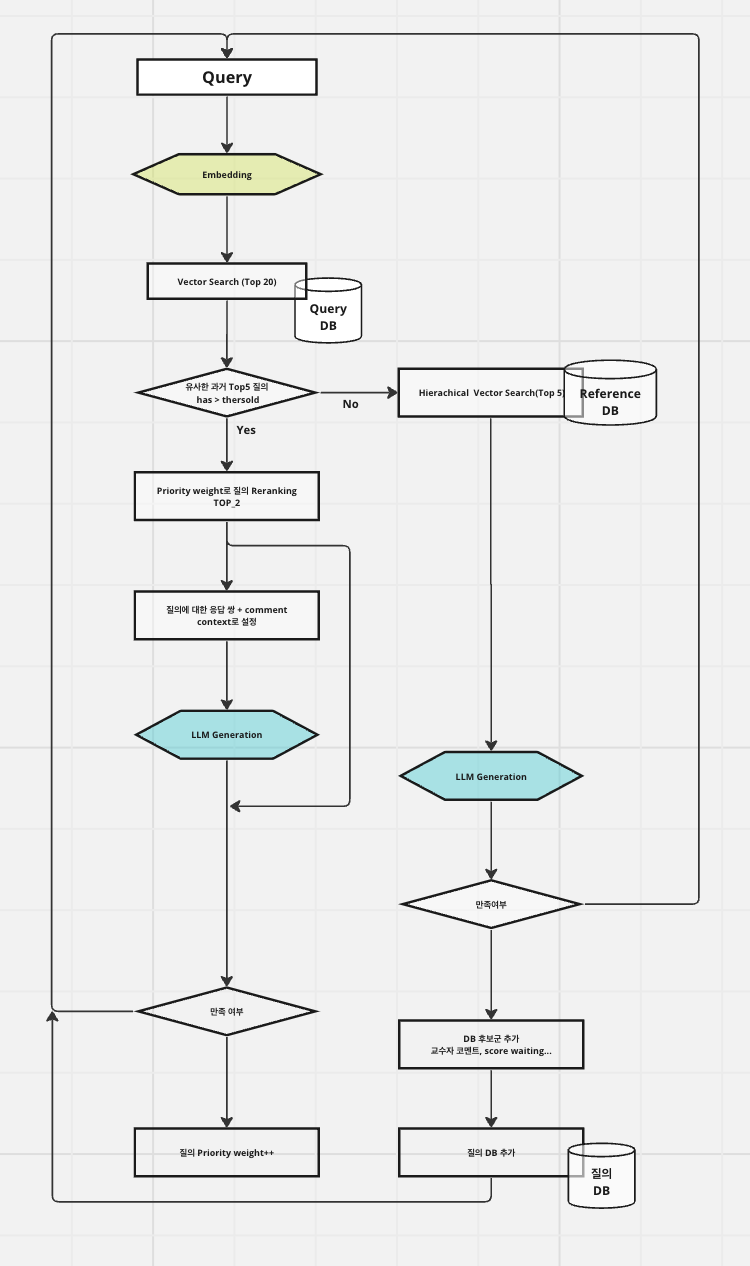 Query
Embedding
Vector Search (Top 20)
Query
DB
유사한 과거 Top5 질의
has > thersold
No
Yes
Hierachical Vector Search(Top 5)
Reference
DB
Priority weight로 질의 Reranking
TOP_2
질의에 대한 응답 쌍 + comment
context로 설정
LLM Generation
LLM Generation
만족여부
만족 여부
DB 후보군 추가
교수자 코멘트, score waiting...
질의 Priority weight++
질의 DB 추가
질의
DB